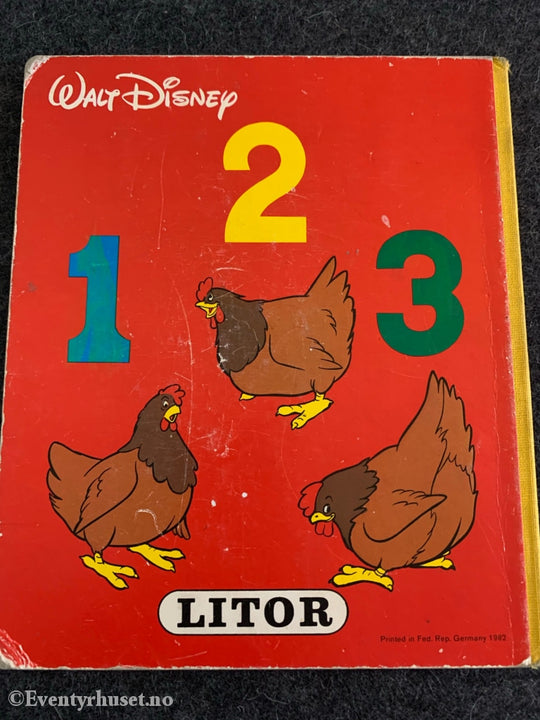 WALT DISNEY
2
1
3
LITOR
Printed in Fed. Rep. Germany 1982
©Eventyrhuset.no